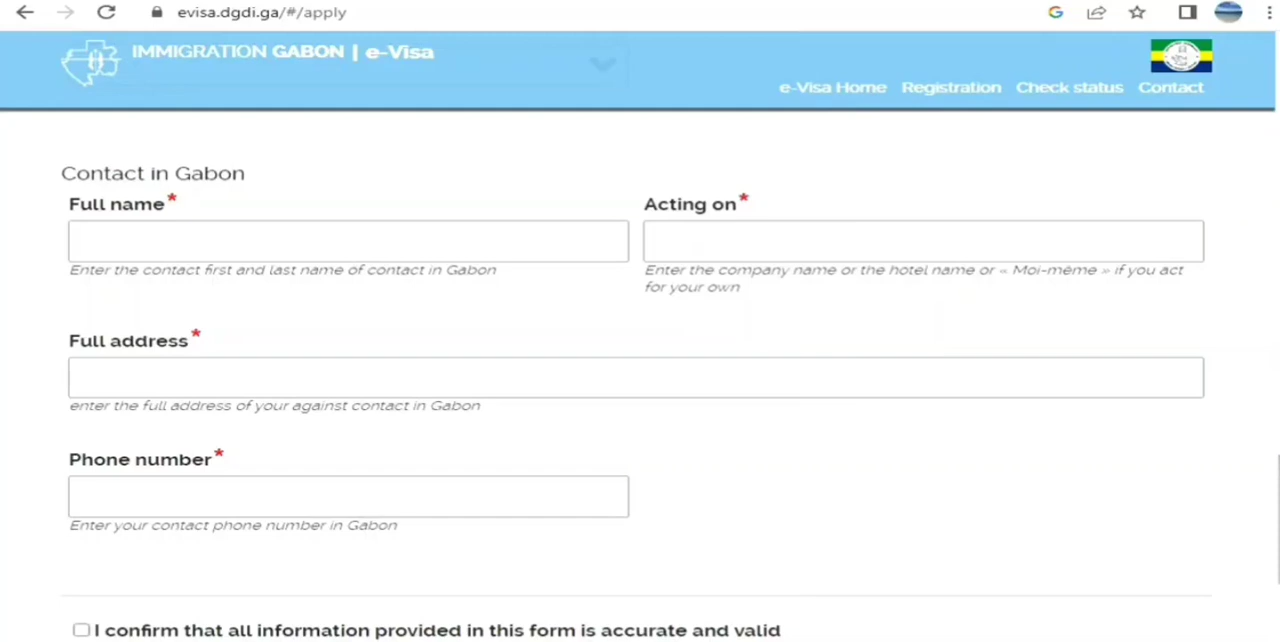 evisa.dgdi.ga/#/apply
IMMIGRATION GABON | e-Visa
e-Visa Home Registration Check status Contact
Contact in Gabon
Full name*
Acting on*
Enter the contact first and last name of contact in Gabon
Enter the company name or the hotel name or « Moi-même » if you act
for your own
Full address*
enter the full address of your against contact in Gabon
Phone number*
Enter your contact phone number in Gabon
I confirm that all information provided in this form is accurate and valid